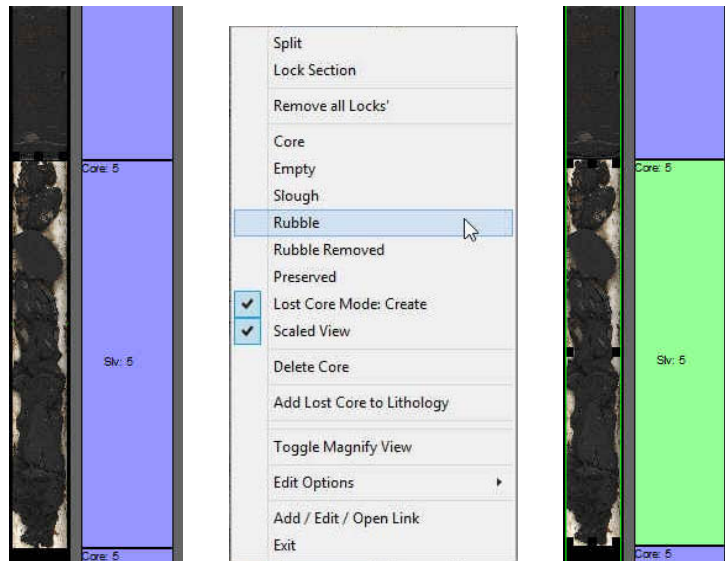 Core: 5
Slv: 5
Core: 5
Split
Lock Section
Remove all Locks'
Core
Empty
Slough
Rubble
Rubble Removed
Preserved
Lost Core Mode: Create
Scaled View
Delete Core
Add Lost Core to Lithology
Toggle Magnify View
Edit Options
Add / Edit / Open Link
Exit
Core: 5
Slv: 5
Core: 5